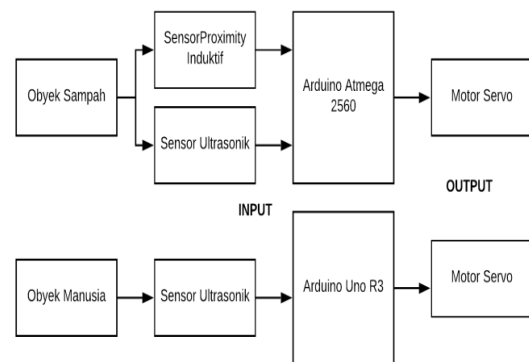 SensorProximity
Induktif
Obyek Sampah
Arduino Atmega
2560
Motor Servo
Sensor Ultrasonik
OUTPUT
INPUT
Obyek Manusia
Sensor Ultrasonik
Arduino Uno R3
Motor Servo